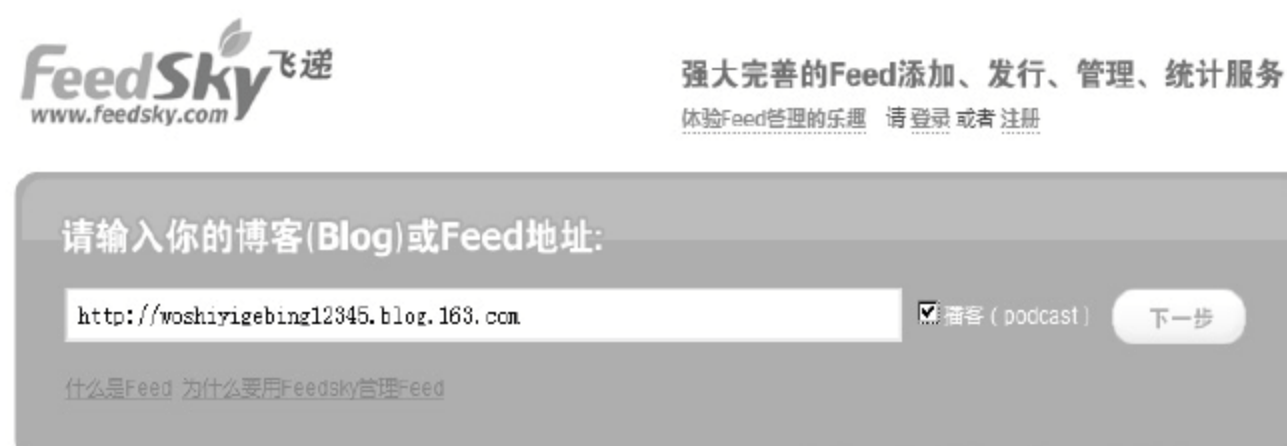 FeedSky飞递
www.feedsky.com
强大完善的Feed添加、发行、管理、统计服务
体验Feed管理的乐趣 请 登录 或者 注册
请输入你的博客(Blog)或Feed地址:
http://woshiyigebing12345.blog.163.com
播客 ( podcast )
下一步
什么是Feed 为什么要用Feedsky管理Feed